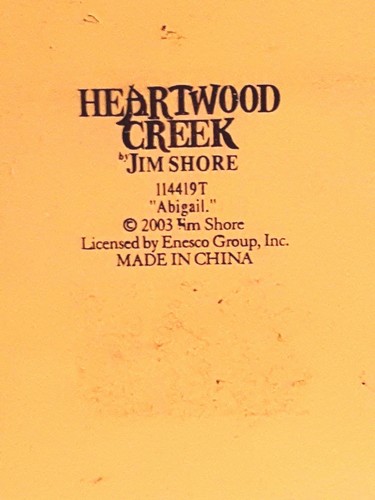 HEARTWOOD
CREEK
by JIM SHORE
114419T
"Abigail."
© 2003 Jim Shore
Licensed by Enesco Group, Inc.
MADE IN CHINA